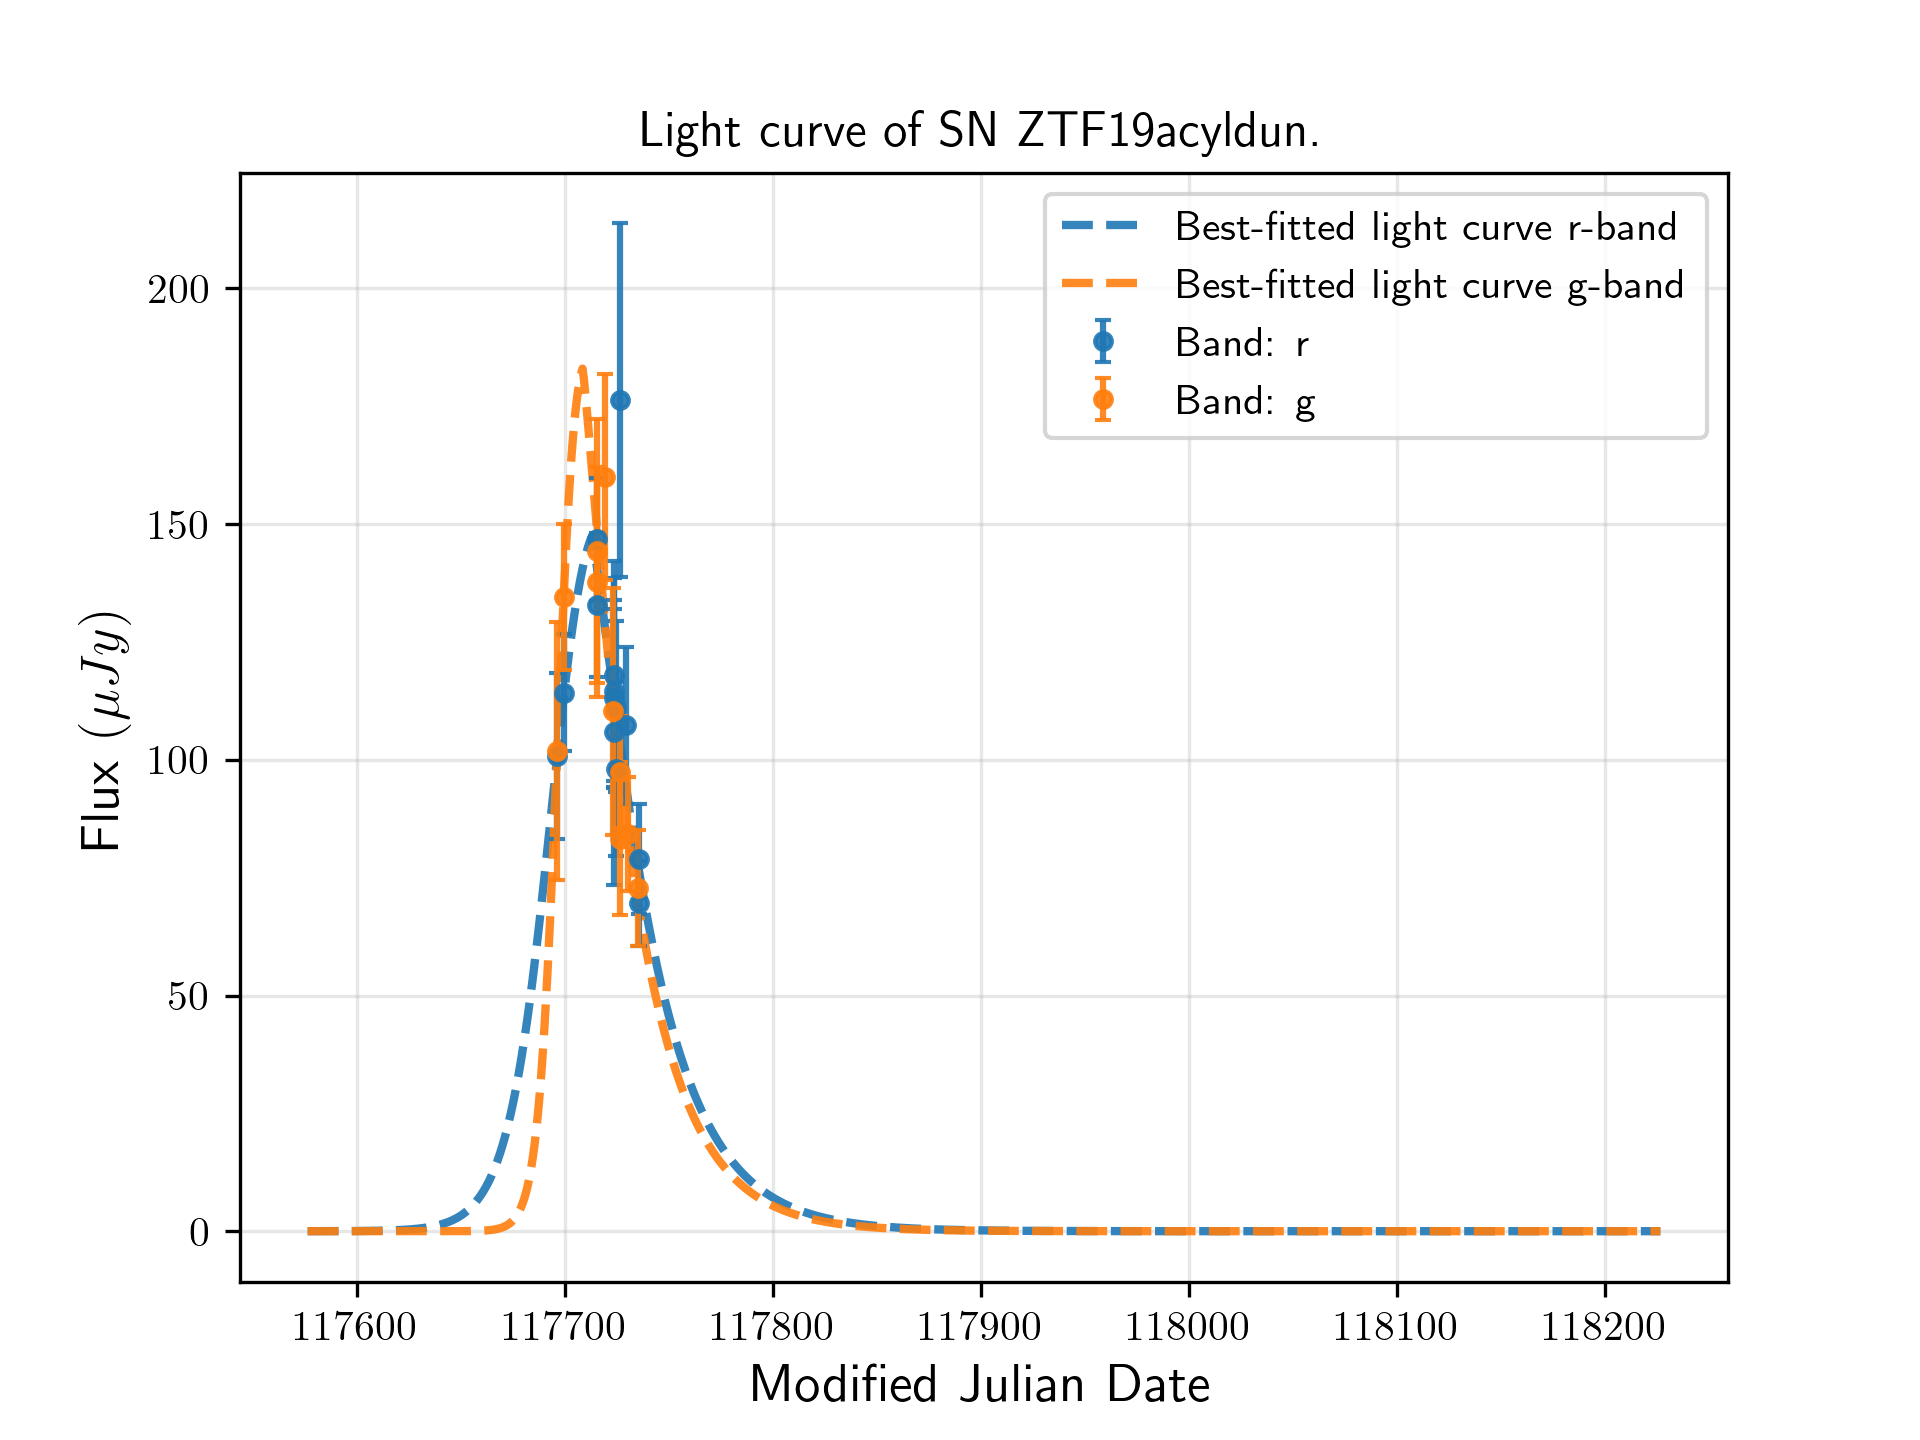 Light curve of SN ZTF19acyldun.
Best-fitted light curve r-band
Best-fitted light curve g-band
Band: r
Band: g
Flux (μJy)
200
150
100
50
0
117600 117700 117800 117900 118000 118100 118200
Modified Julian Date